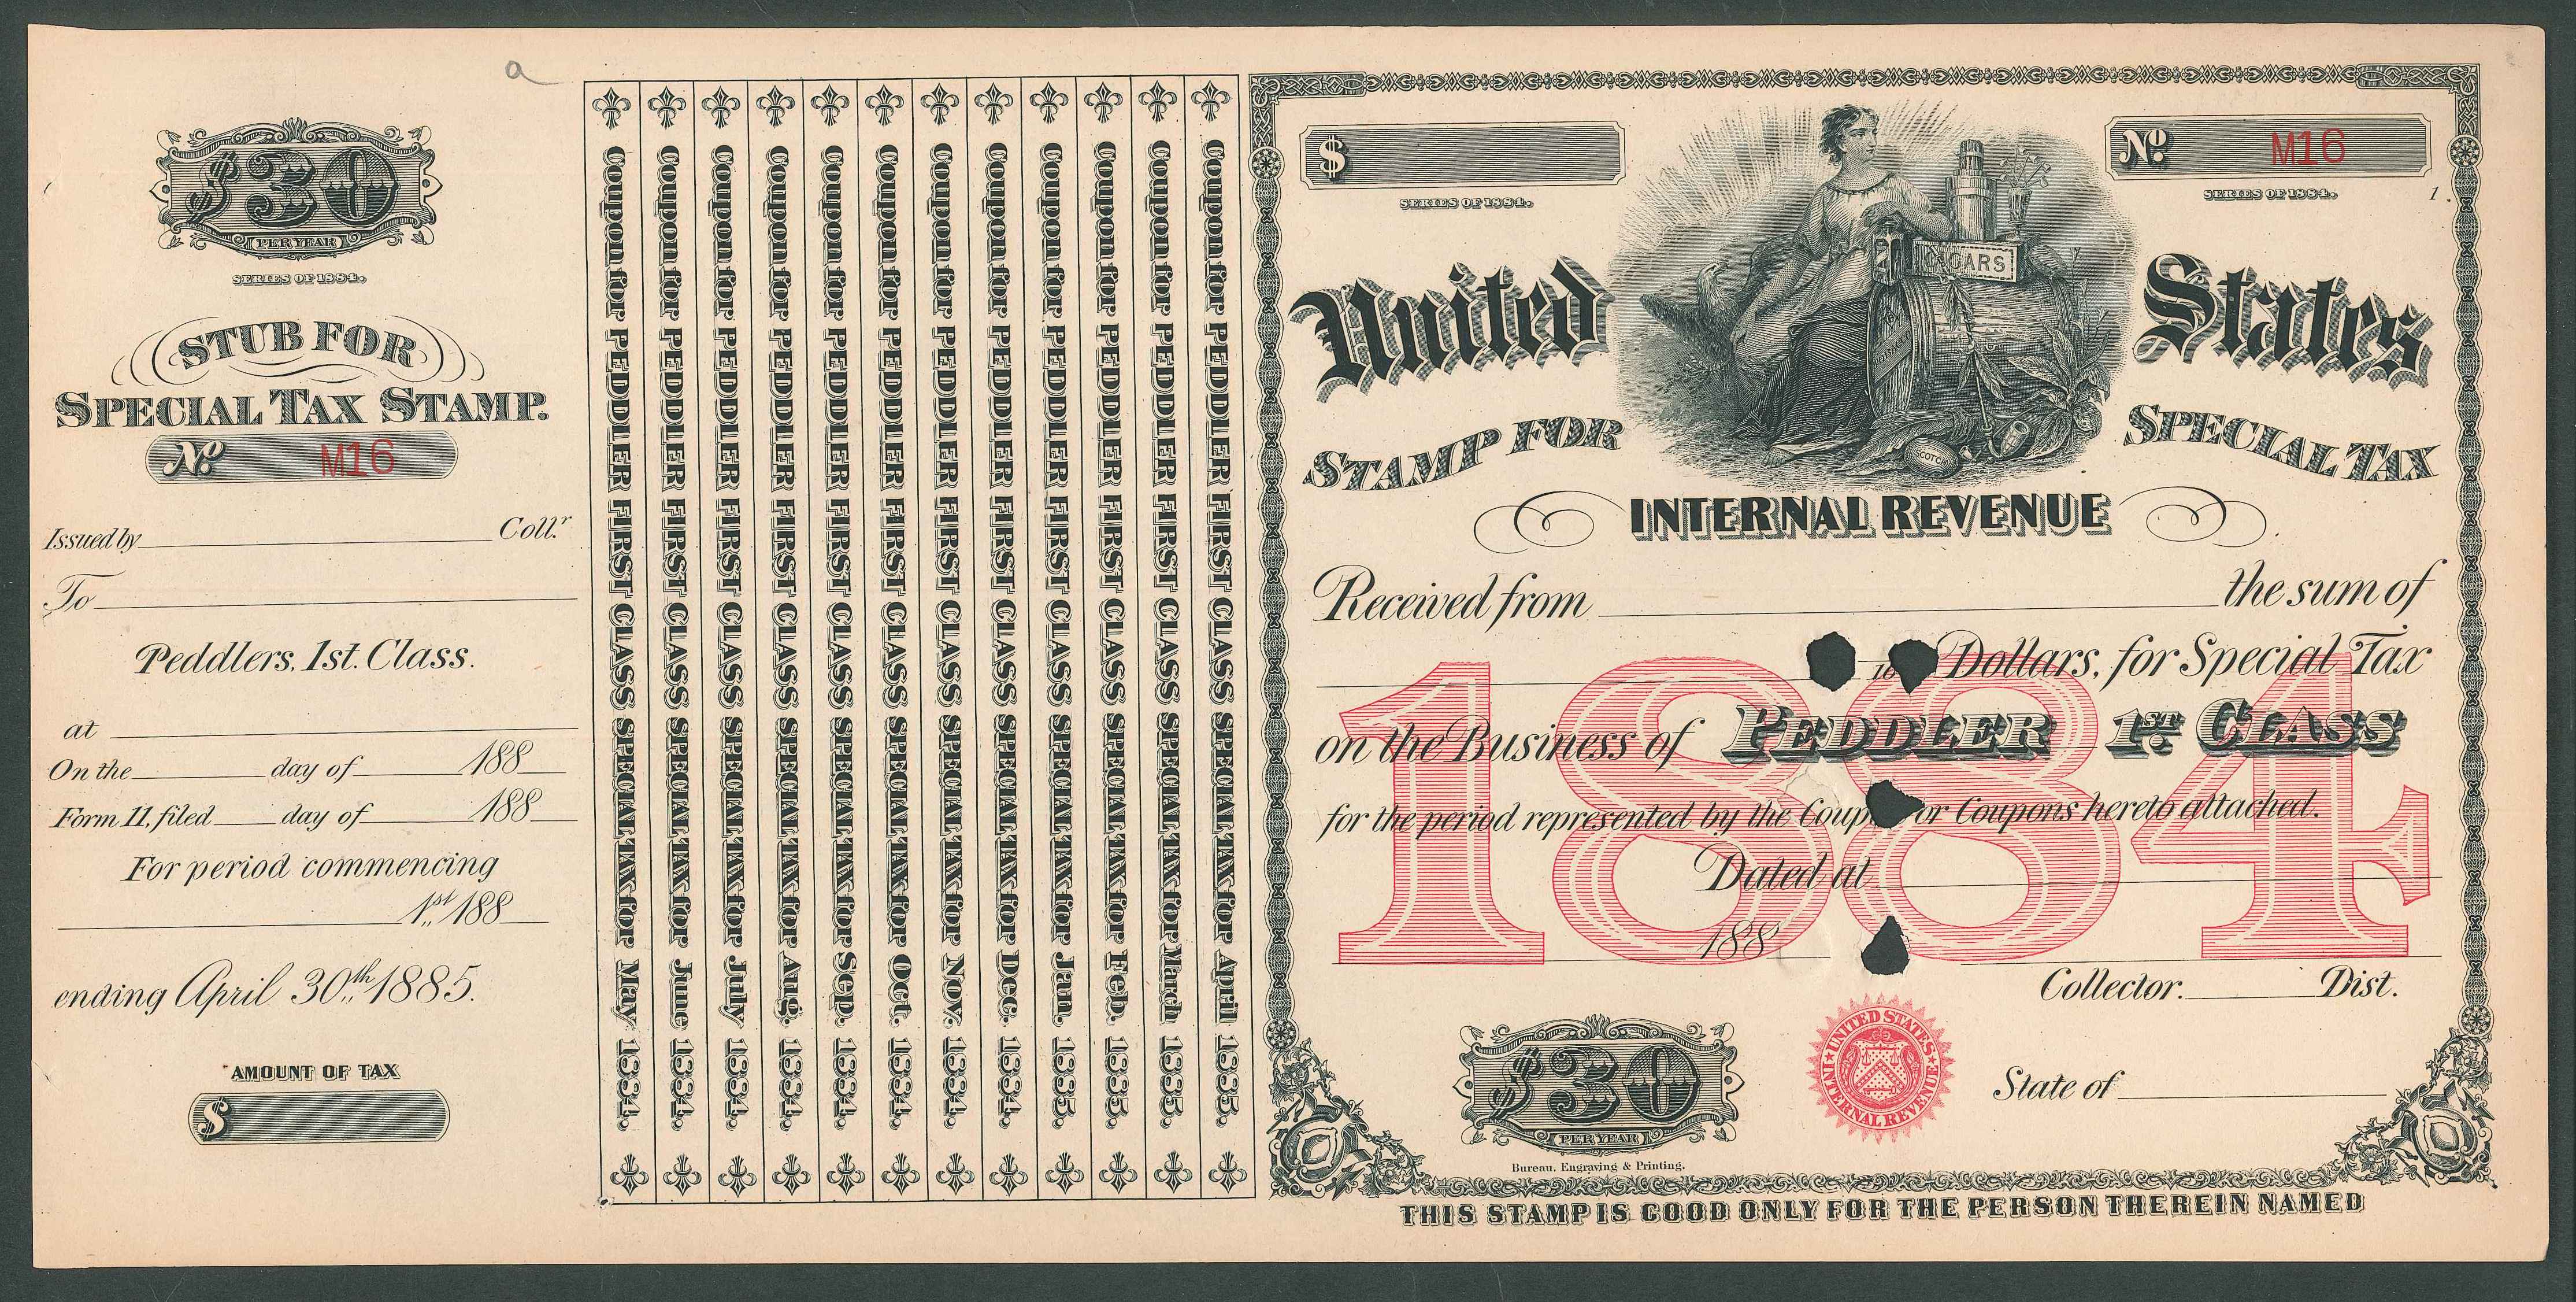 a
$30
PER YEAR
SERIES OF 1884.
STUB FOR
SPECIAL TAX STAMP.
No. M16
Issued by Collr.
To
Peddlers, 1st. Class.
at
On the day of 188
Form 11, filed day of 188
For period commencing
1st. 188
ending April 30th. 1885.
AMOUNT OF TAX
$
Coupon for PEDDLER FIRST CLASS SPECIAL TAX for May 1884.
Coupon for PEDDLER FIRST CLASS SPECIAL TAX for June 1884.
Coupon for PEDDLER FIRST CLASS SPECIAL TAX for July 1884.
Coupon for PEDDLER FIRST CLASS SPECIAL TAX for Aug. 1884.
Coupon for PEDDLER FIRST CLASS SPECIAL TAX for Sep. 1884.
Coupon for PEDDLER FIRST CLASS SPECIAL TAX for Oct. 1884.
Coupon for PEDDLER FIRST CLASS SPECIAL TAX for Nov. 1884.
Coupon for PEDDLER FIRST CLASS SPECIAL TAX for Dec. 1884.
Coupon for PEDDLER FIRST CLASS SPECIAL TAX for Jan. 1885.
Coupon for PEDDLER FIRST CLASS SPECIAL TAX for Feb. 1885.
Coupon for PEDDLER FIRST CLASS SPECIAL TAX for March 1885.
Coupon for PEDDLER FIRST CLASS SPECIAL TAX for April 1885.
$
SERIES OF 1884.
No. M16
SERIES OF 1884.
1.
CIGARS
TOBACCO
SCOTCH
United States
STAMP FOR SPECIAL TAX
INTERNAL REVENUE
Received from the sum of
Dollars, for Special Tax
1884
on the Business of PEDDLER 1ST. CLASS
for the period represented by the Coup or Coupons hereto attached.
Dated at
188
Collector. Dist.
$30
PER YEAR
UNITED STATES INTERNAL REVENUE
State of
Bureau. Engraving & Printing.
THIS STAMP IS GOOD ONLY FOR THE PERSON THEREIN NAMED